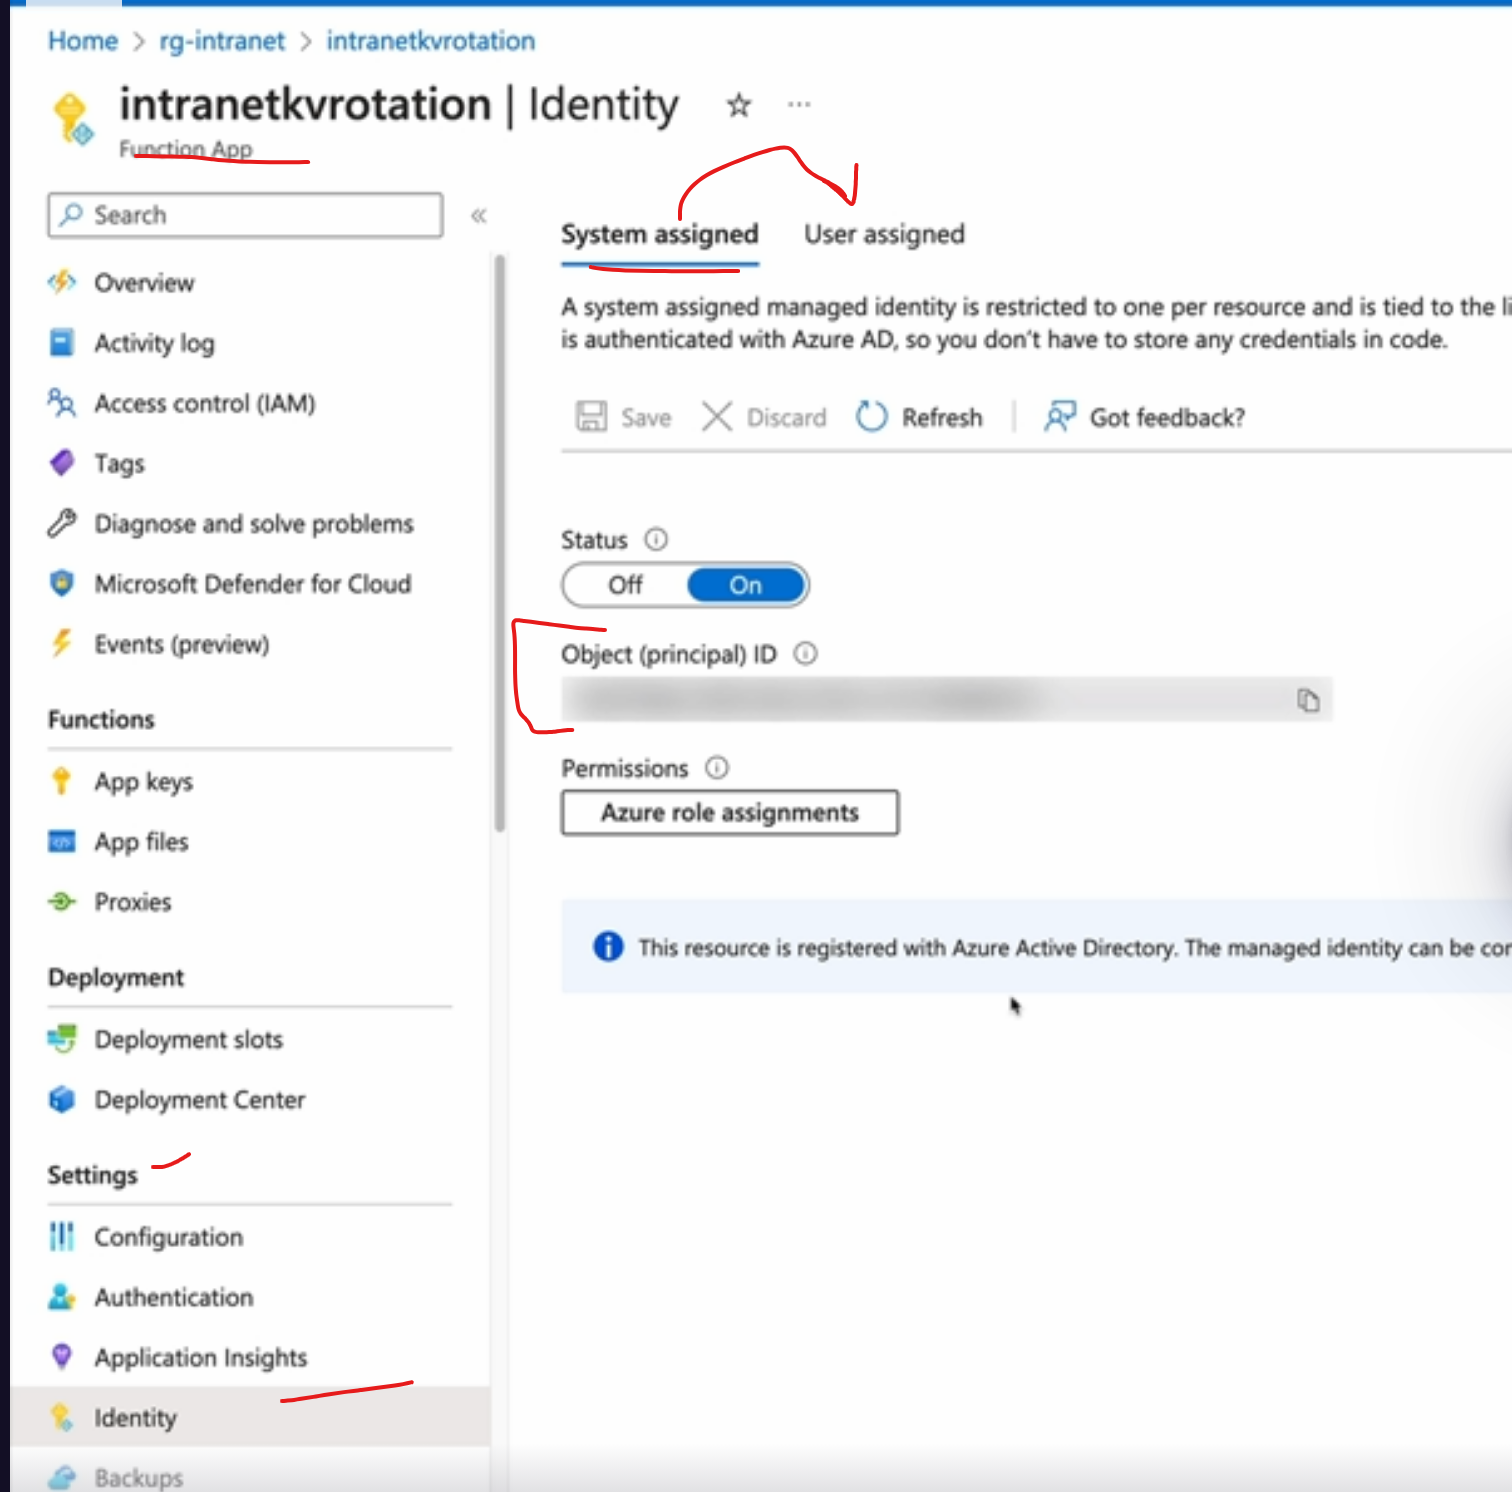 Home > rg-intranet > intranetkvrotation
intranetkvrotation | Identity
Function App
Search
Overview
Activity log
Access control (IAM)
Tags
Diagnose and solve problems
Microsoft Defender for Cloud
Events (preview)
Functions
App keys
App files
Proxies
Deployment
Deployment slots
Deployment Center
Settings
Configuration
Authentication
Application Insights
Identity
Backups
System assigned User assigned
A system assigned managed identity is restricted to one per resource and is tied to the
is authenticated with Azure AD, so you don't have to store any credentials in code.
Save Discard Refresh | Got feedback?
Status
Off On
Object (principal) ID
Permissions
Azure role assignments
This resource is registered with Azure Active Directory. The managed identity can be